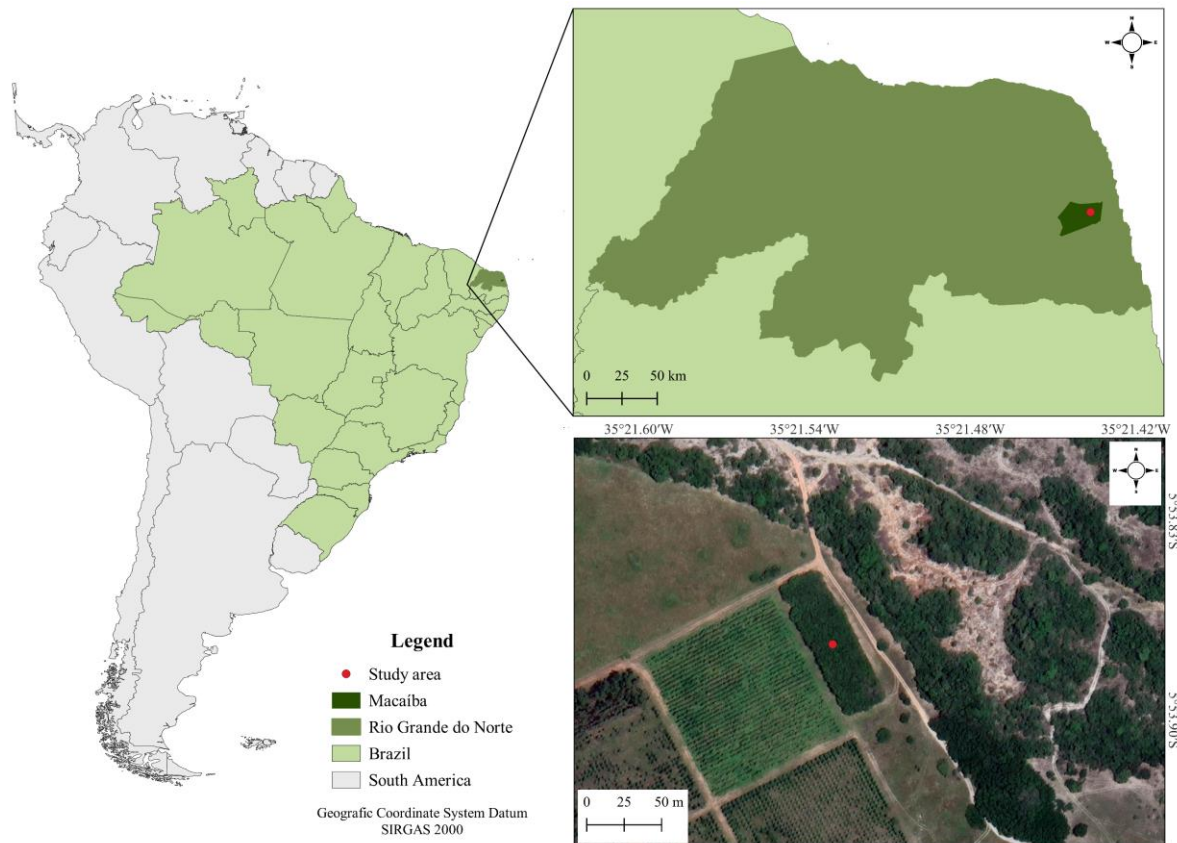 Legend
Study area
Macaíba
Rio Grande do Norte
Brazil
South America
Geografic Coordinate System Datum
SIRGAS 2000
0 25 50 km
35°21.60'W 35°21.54'W 35°21.48'W 35°21.42'W
5°53.83'S
5°53.90'S
0 25 50 m